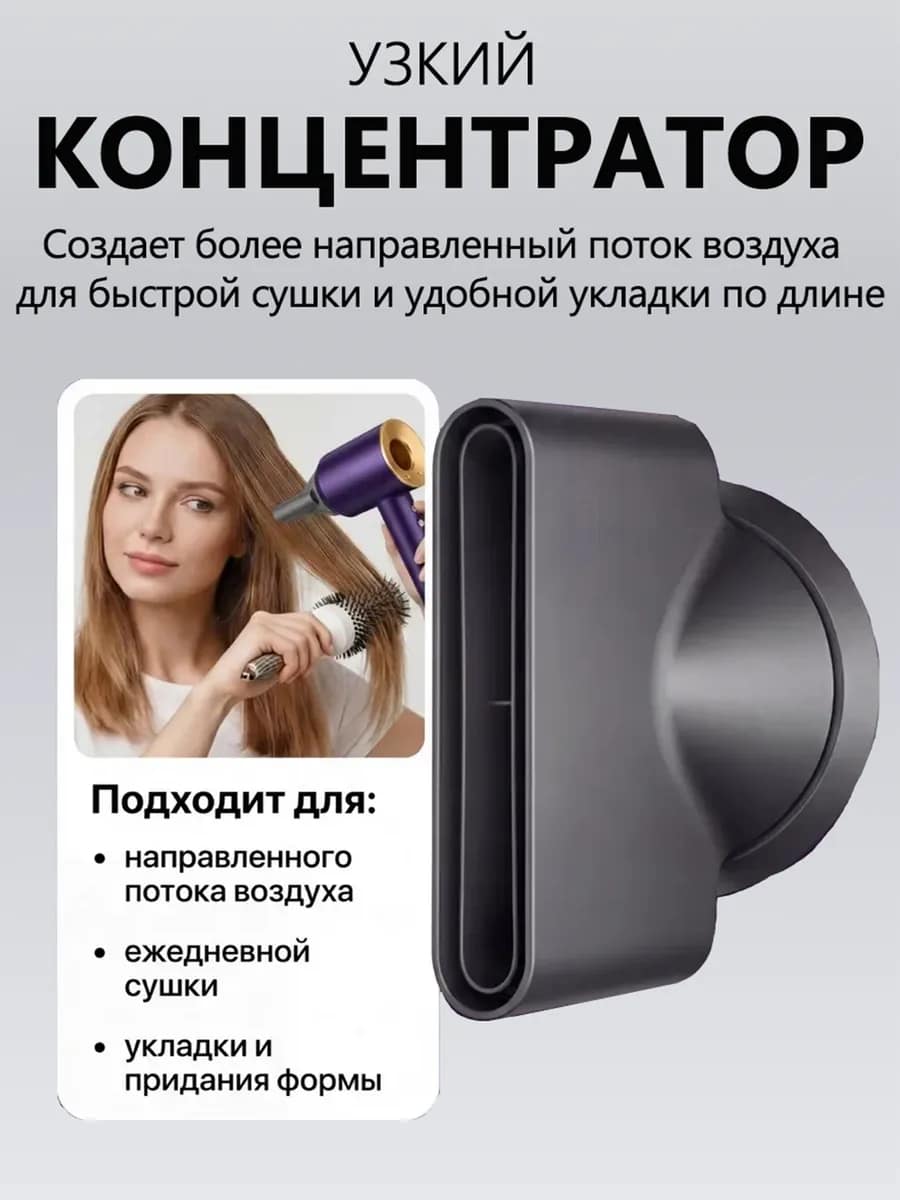 УЗКИЙ
КОНЦЕНТРАТОР
Создает более направленный поток воздуха
для быстрой сушки и удобной укладки по длине
Подходит для:
• направленного
потока воздуха
• ежедневной
сушки
• укладки и
придания формы